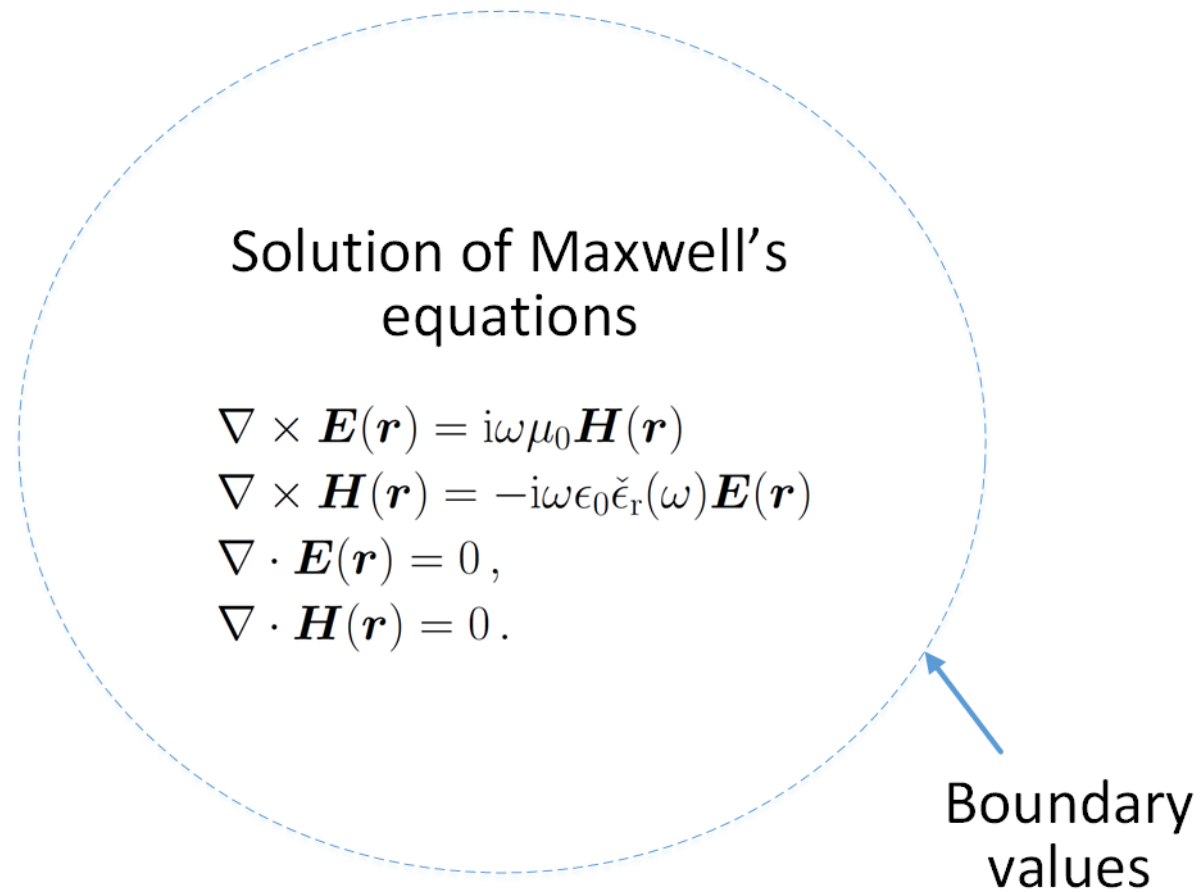 Solution of Maxwell’s
equations
∇ × E(r) = iωμ₀H(r)
∇ × H(r) = −iωϵ₀ϵ̌ᵣ(ω)E(r)
∇ · E(r) = 0 ,
∇ · H(r) = 0 .
Boundary
values